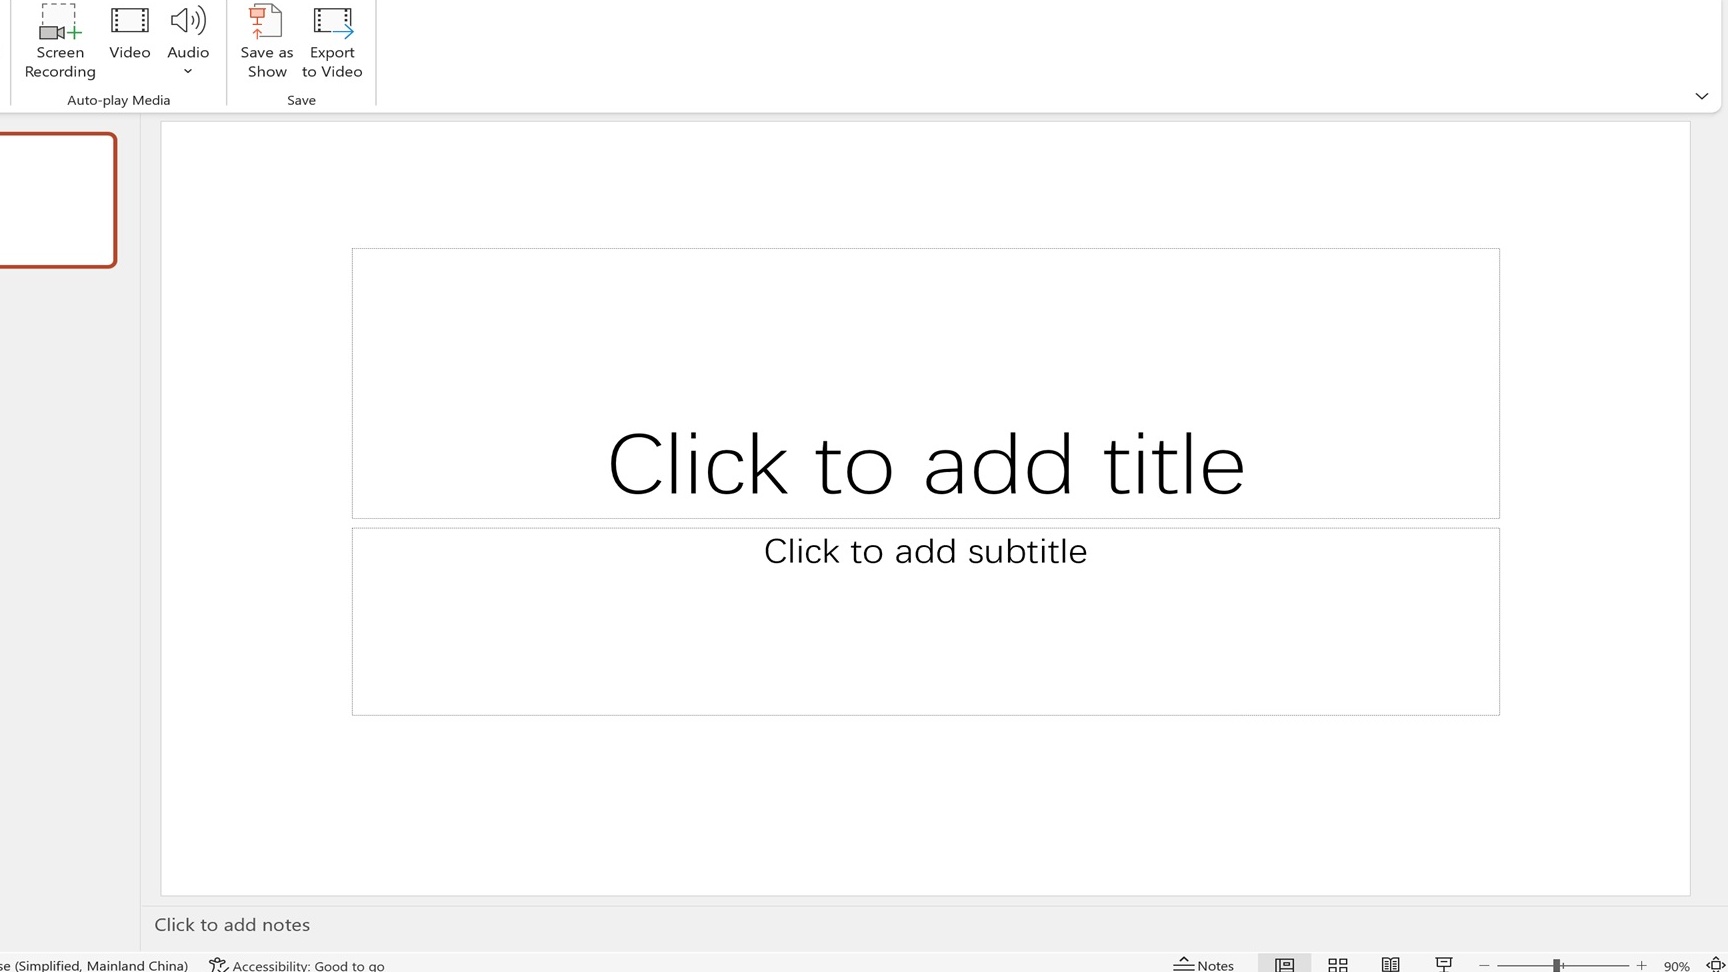 Screen Recording
Video
Audio
Save as Show
Export to Video
Auto-play Media
Save
Click to add title
Click to add subtitle
Click to add notes
(Simplified, Mainland China)
Accessibility: Good to go
Notes
90%